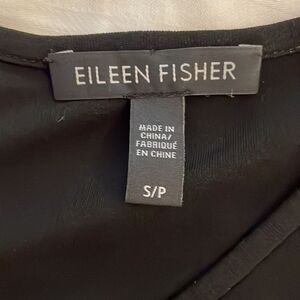 EILEEN FISHER
MADE IN
CHINA/
FABRIQUÉ
EN CHINE
S/P